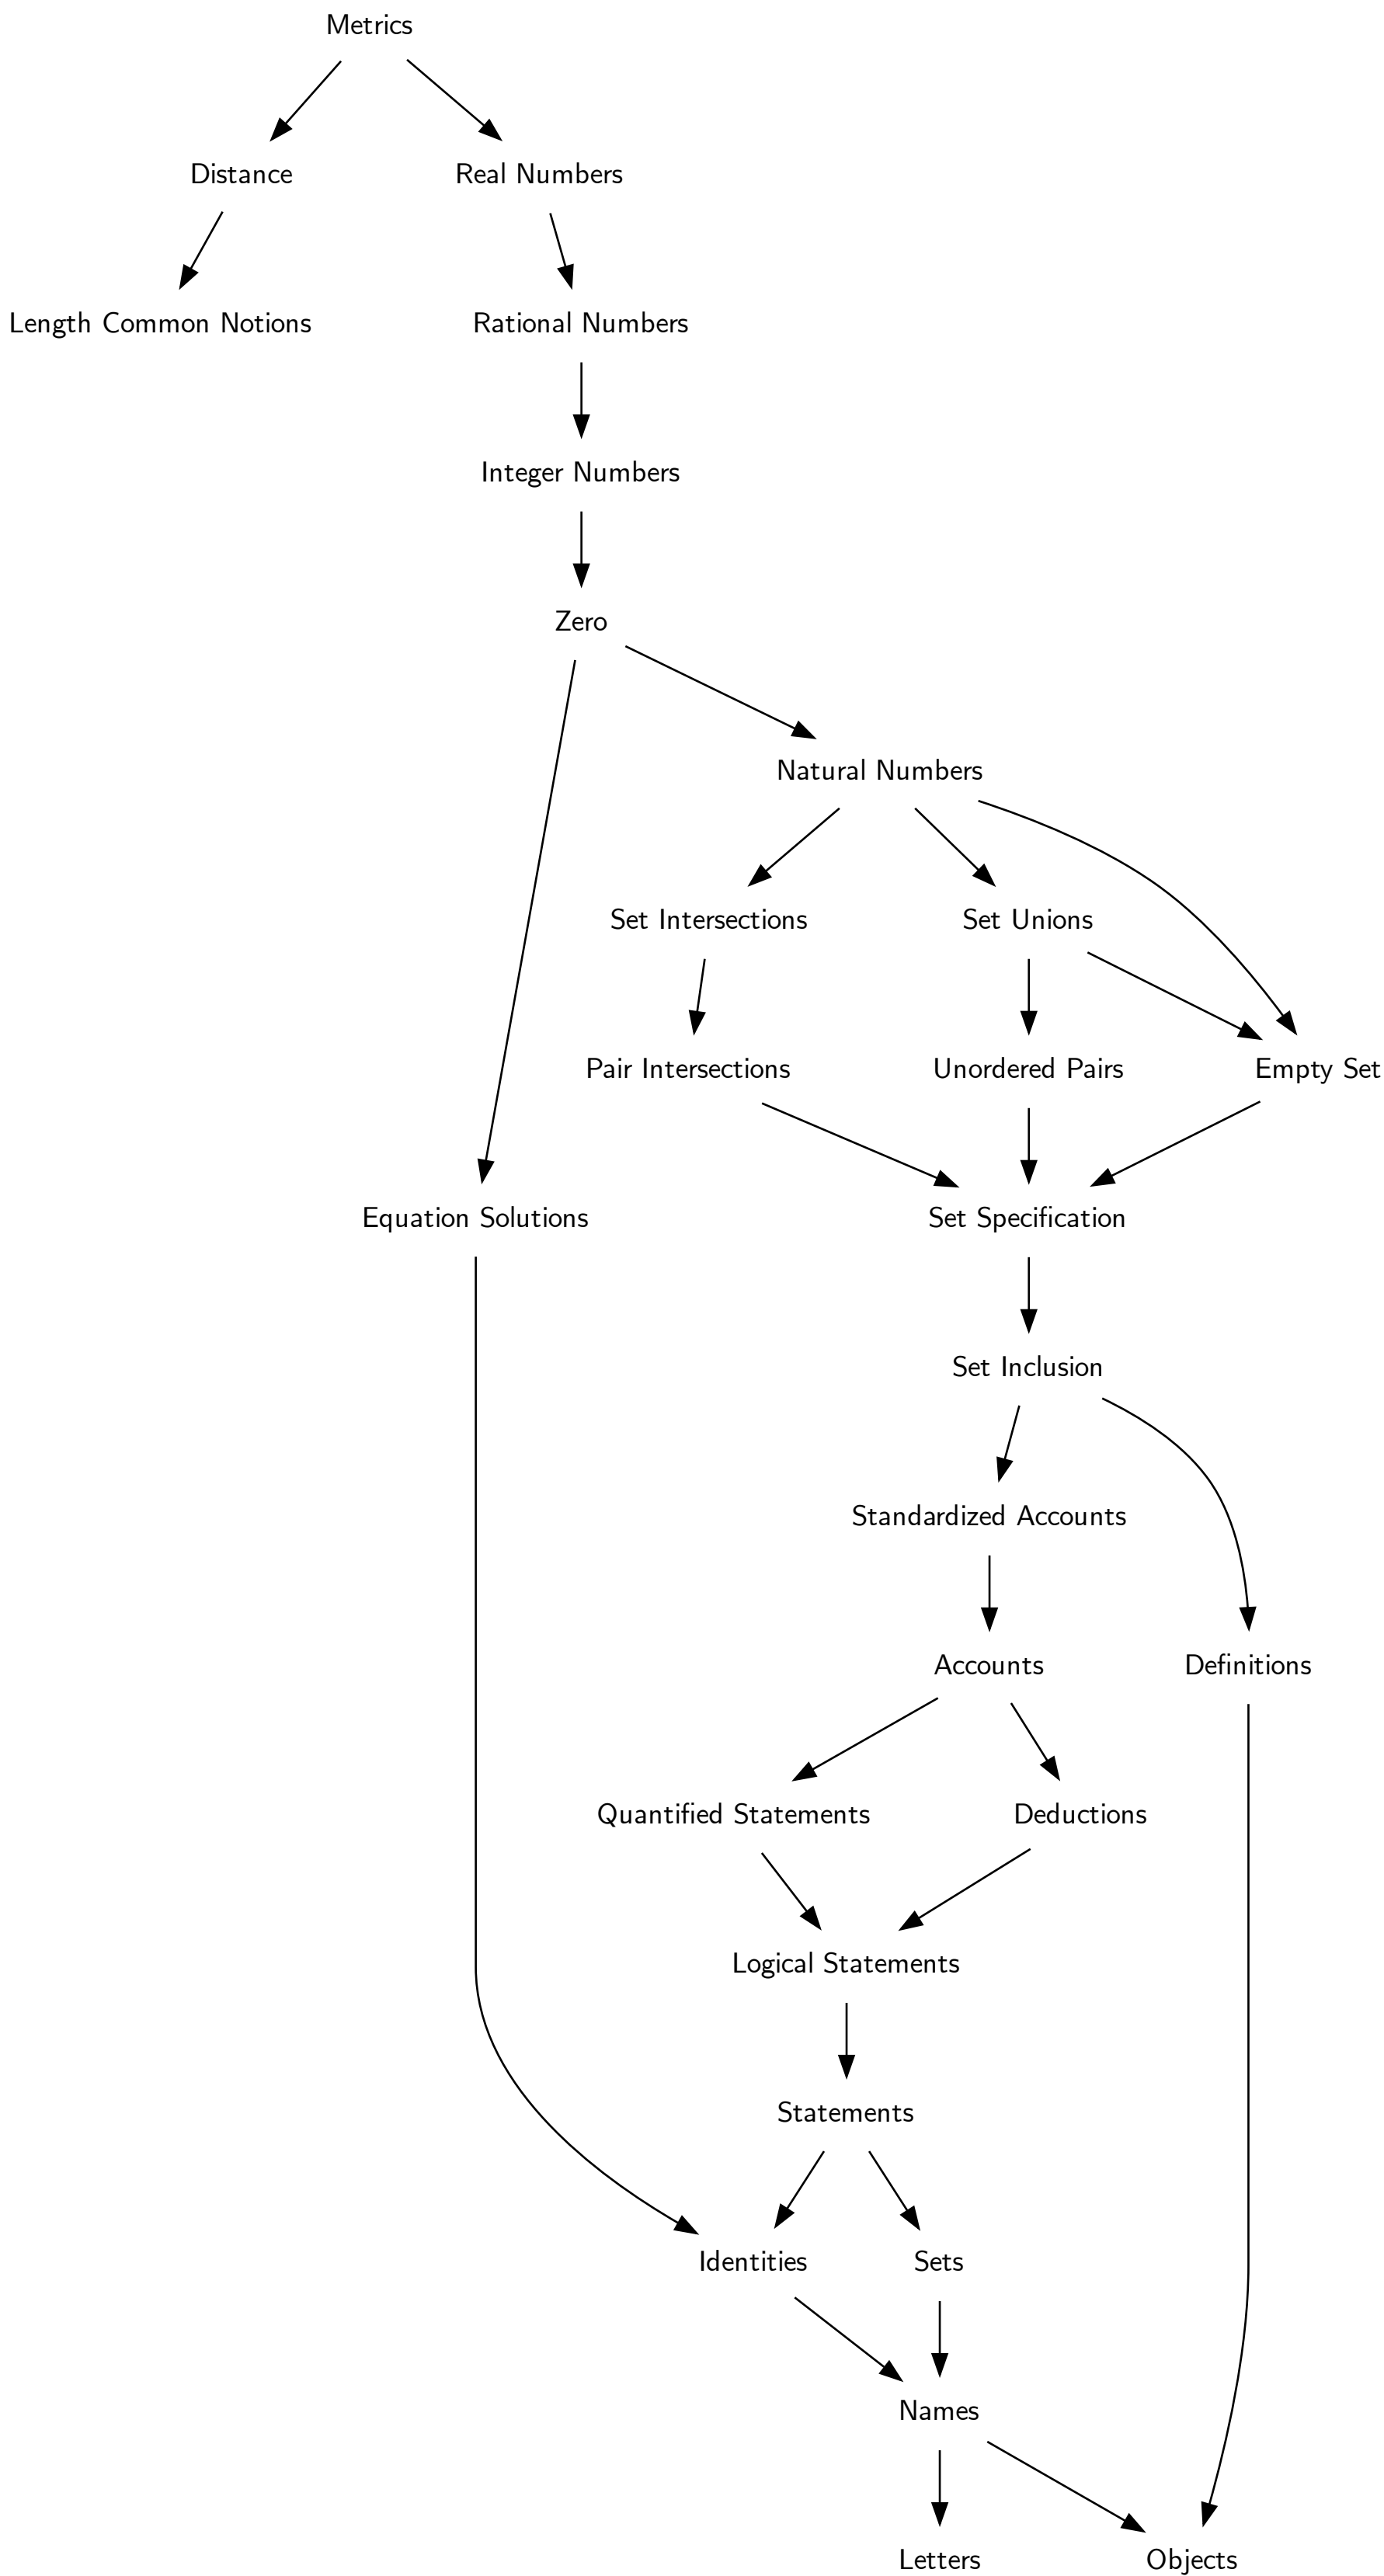 Metrics
Distance
Real Numbers
Length Common Notions
Rational Numbers
Integer Numbers
Zero
Natural Numbers
Set Intersections
Set Unions
Pair Intersections
Unordered Pairs
Empty Set
Equation Solutions
Set Specification
Set Inclusion
Standardized Accounts
Accounts
Definitions
Quantified Statements
Deductions
Logical Statements
Statements
Identities
Sets
Names
Letters
Objects